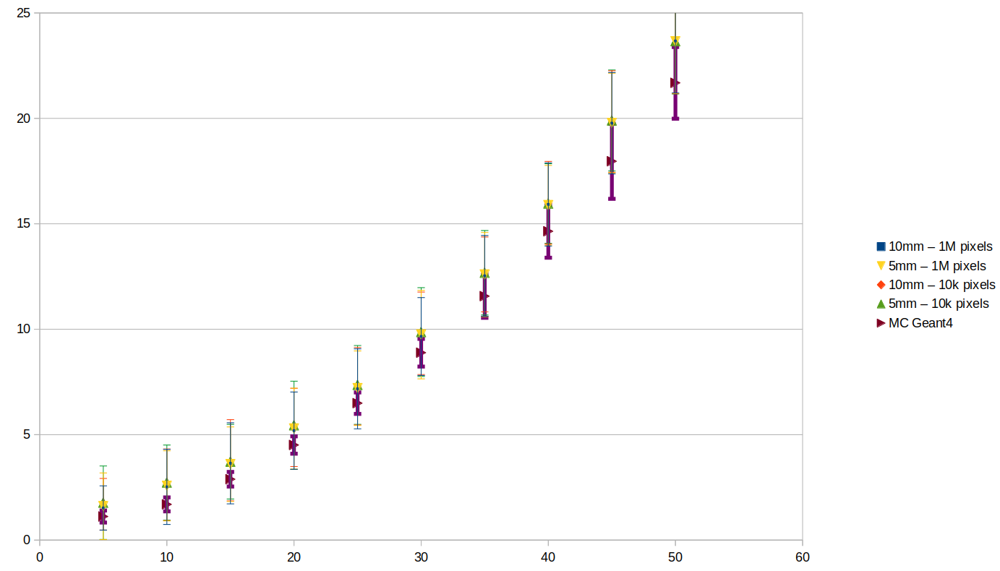 25
20
15
10
5
0
0 10 20 30 40 50 60
10mm – 1M pixels
5mm – 1M pixels
10mm – 10k pixels
5mm – 10k pixels
MC Geant4